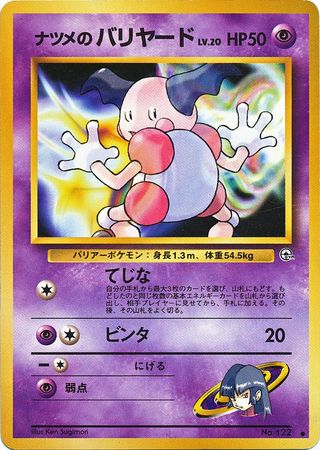 ナツメのバリヤード LV.20 HP50
バリアーポケモン：身長1.3m、体重54.5kg
てじな
自分の手札から最大3枚のカードを選び、山札にもどす。も
どしたのと同じ枚数の基本エネルギーカードを山札から選び
出し、相手プレイヤーに見せてから、手札に加える。その
後、その山札をよく切る。
ビンタ 20
にげる
弱点
Illus. Ken Sugimori
No.122